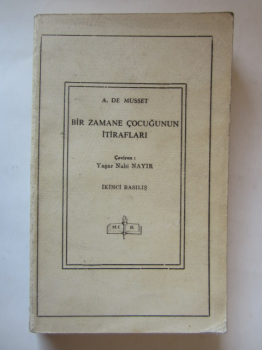 A. DE MUSSET
BİR ZAMANE ÇOCUĞUNUN
İTİRAFLARI
Çeviren :
Yaşar Nabi NAYIR
İKİNCİ BASILIŞ